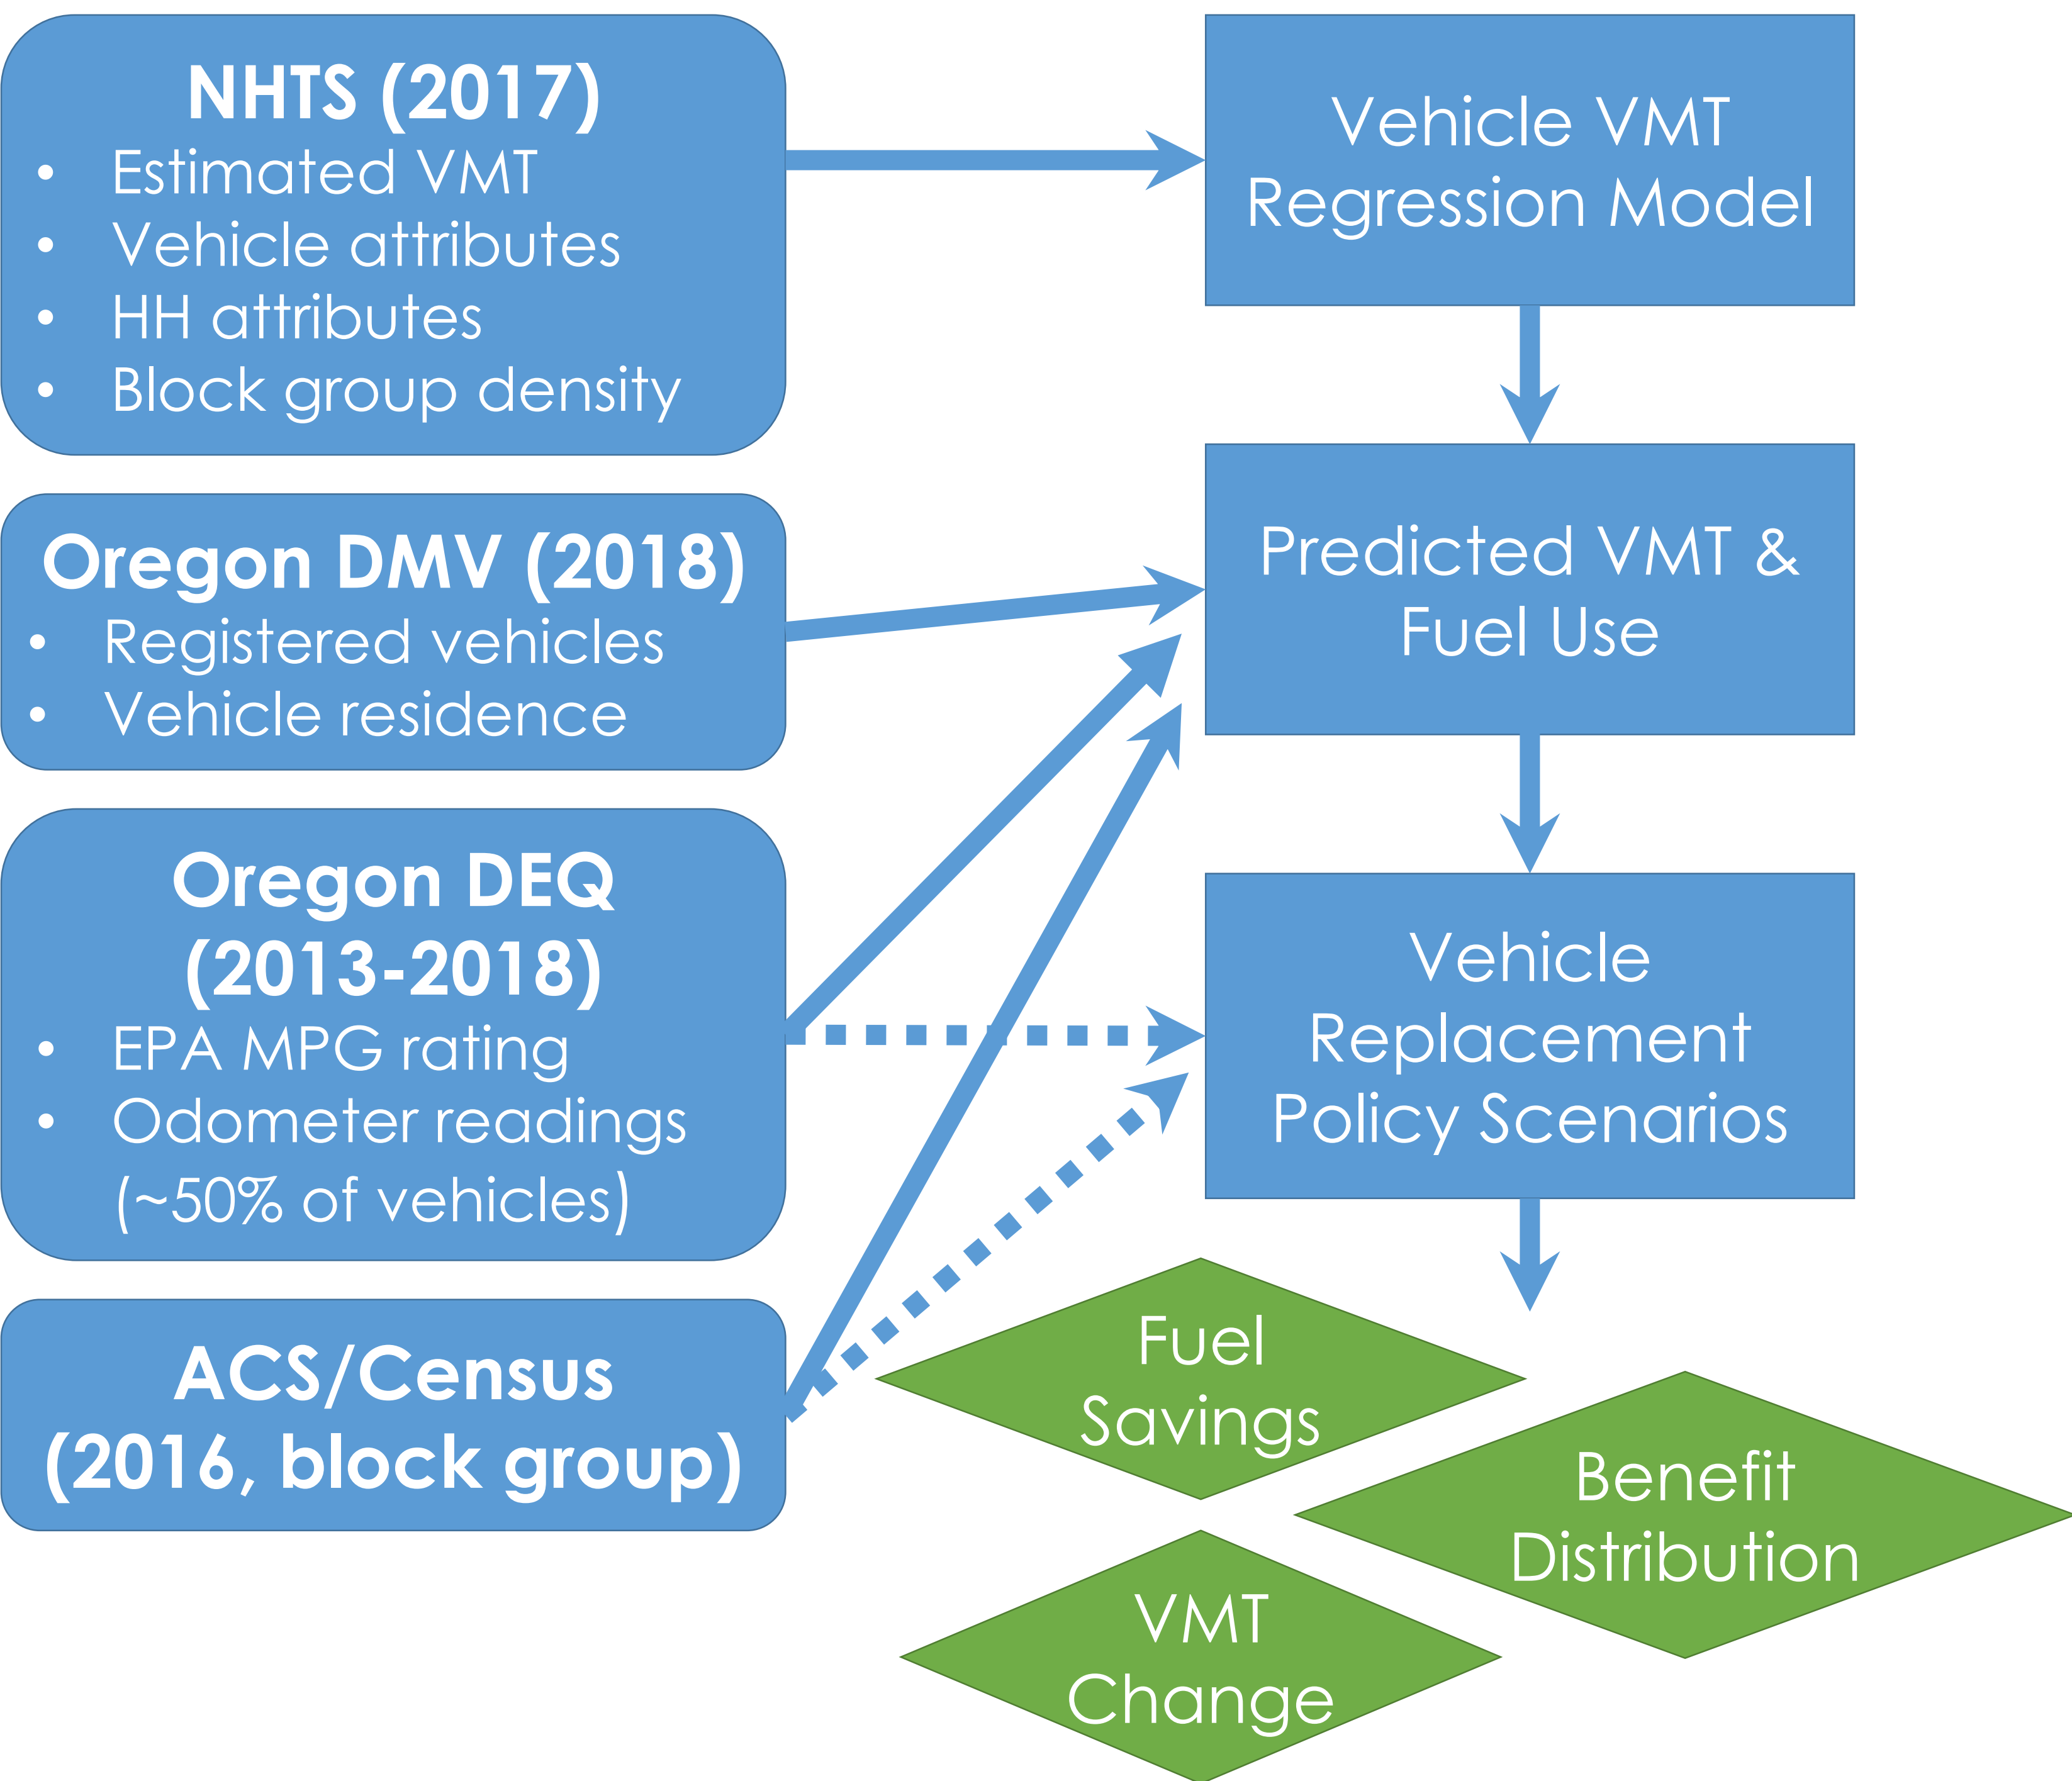 NHTS (2017)
• Estimated VMT
• Vehicle attributes
• HH attributes
• Block group density
Oregon DMV (2018)
• Registered vehicles
• Vehicle residence
Oregon DEQ
(2013-2018)
• EPA MPG rating
• Odometer readings
(~50% of vehicles)
ACS/Census
(2016, block group)
Vehicle VMT
Regression Model
Predicted VMT &
Fuel Use
Vehicle
Replacement
Policy Scenarios
Fuel
Savings
Benefit
Distribution
VMT
Change